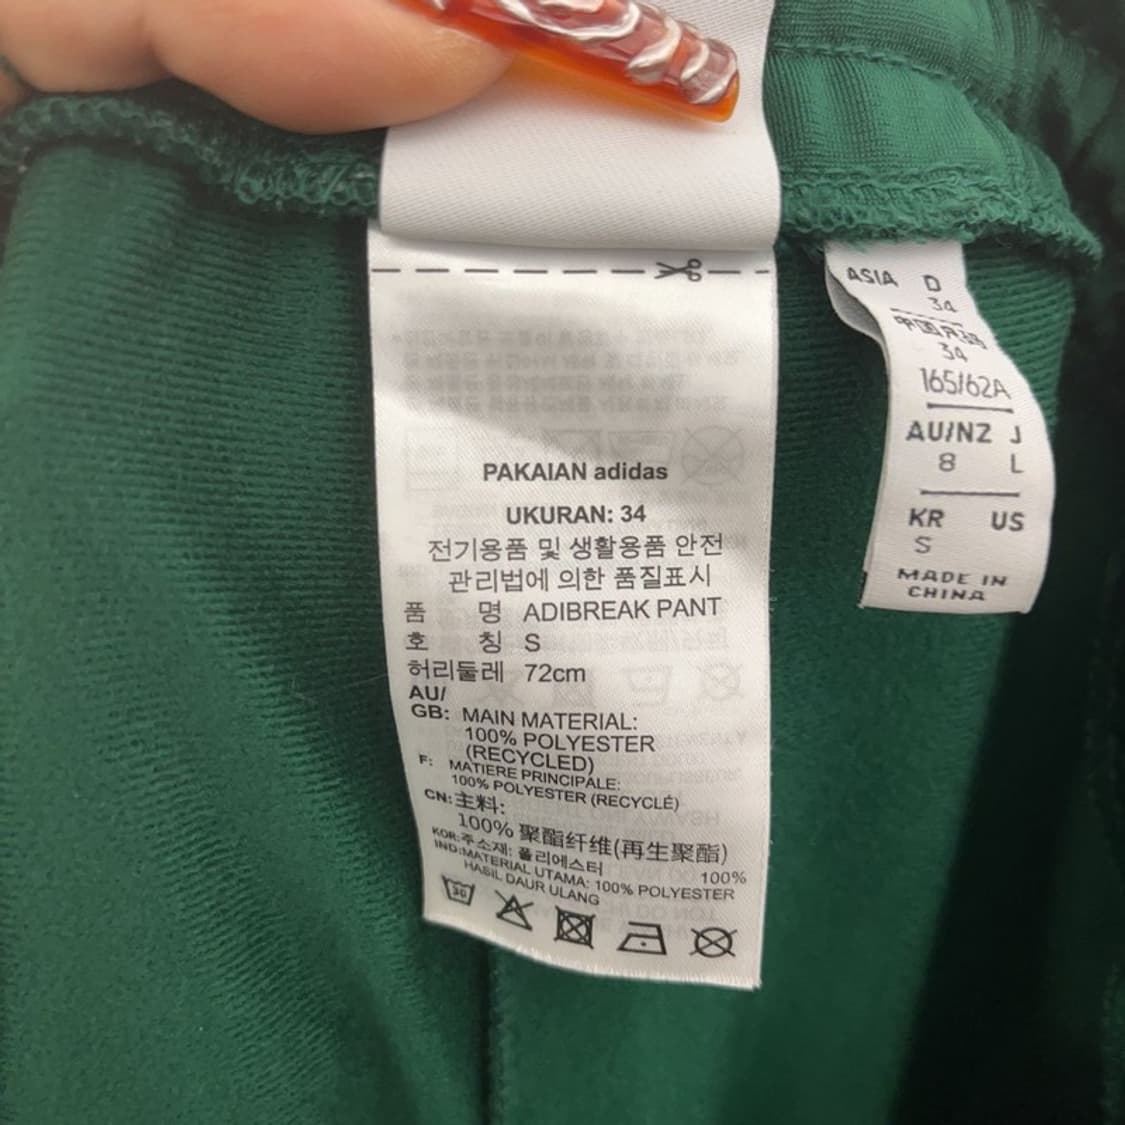 PAKAIAN adidas
UKURAN: 34
전기용품 및 생활용품 안전
관리법에 의한 품질표시
품 명 ADIBREAK PANT
호 칭 S
허리둘레 72cm
AU/
GB: MAIN MATERIAL:
100% POLYESTER
(RECYCLED)
F: MATIERE PRINCIPALE:
100% POLYESTER (RECYCLÉ)
CN: 主料:
100% 聚酯纤维(再生聚酯)
KOR: 주소재: 폴리에스터 100%
IND: MATERIAL UTAMA: 100% POLYESTER
HASIL DAUR ULANG
30
ASIA D
34
34
165/62A
AU/NZ J
8 L
KR US
S
MADE IN
CHINA